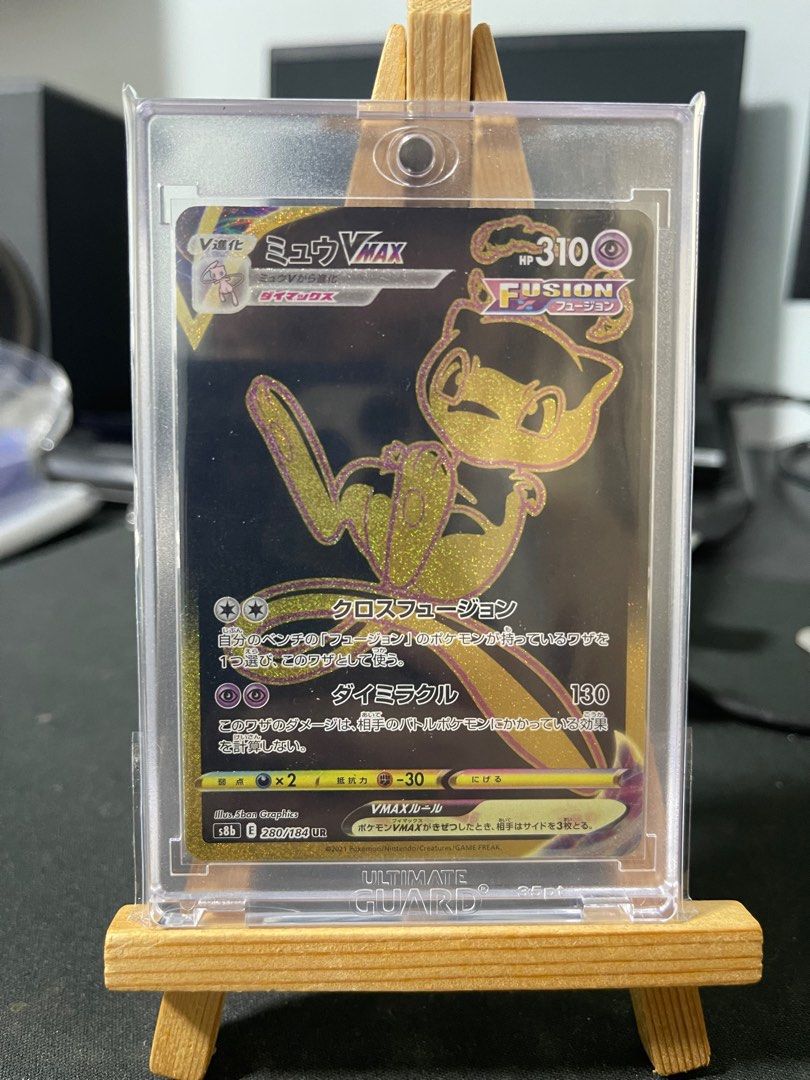 V進化
ミュウVMAX
HP310
ミュウVから進化
ダイマックス
FUSION
フュージョン
クロスフュージョン
自分のベンチの「フュージョン」のポケモンが持っているワザを
1つ選び、このワザとして使う。
ダイミラクル 130
このワザのダメージは、相手のバトルポケモンにかかっている効果
を計算しない。
弱点 ×2 抵抗力 -30 にげる
Illus. 5ban Graphics
VMAXルール
s8b E 280/184 UR
ポケモンVMAXがきぜつしたとき、相手はサイドを3枚とる。
©2021 Pokémon/Nintendo/Creatures/GAME FREAK.
ULTIMATE
GUARD®
35pt